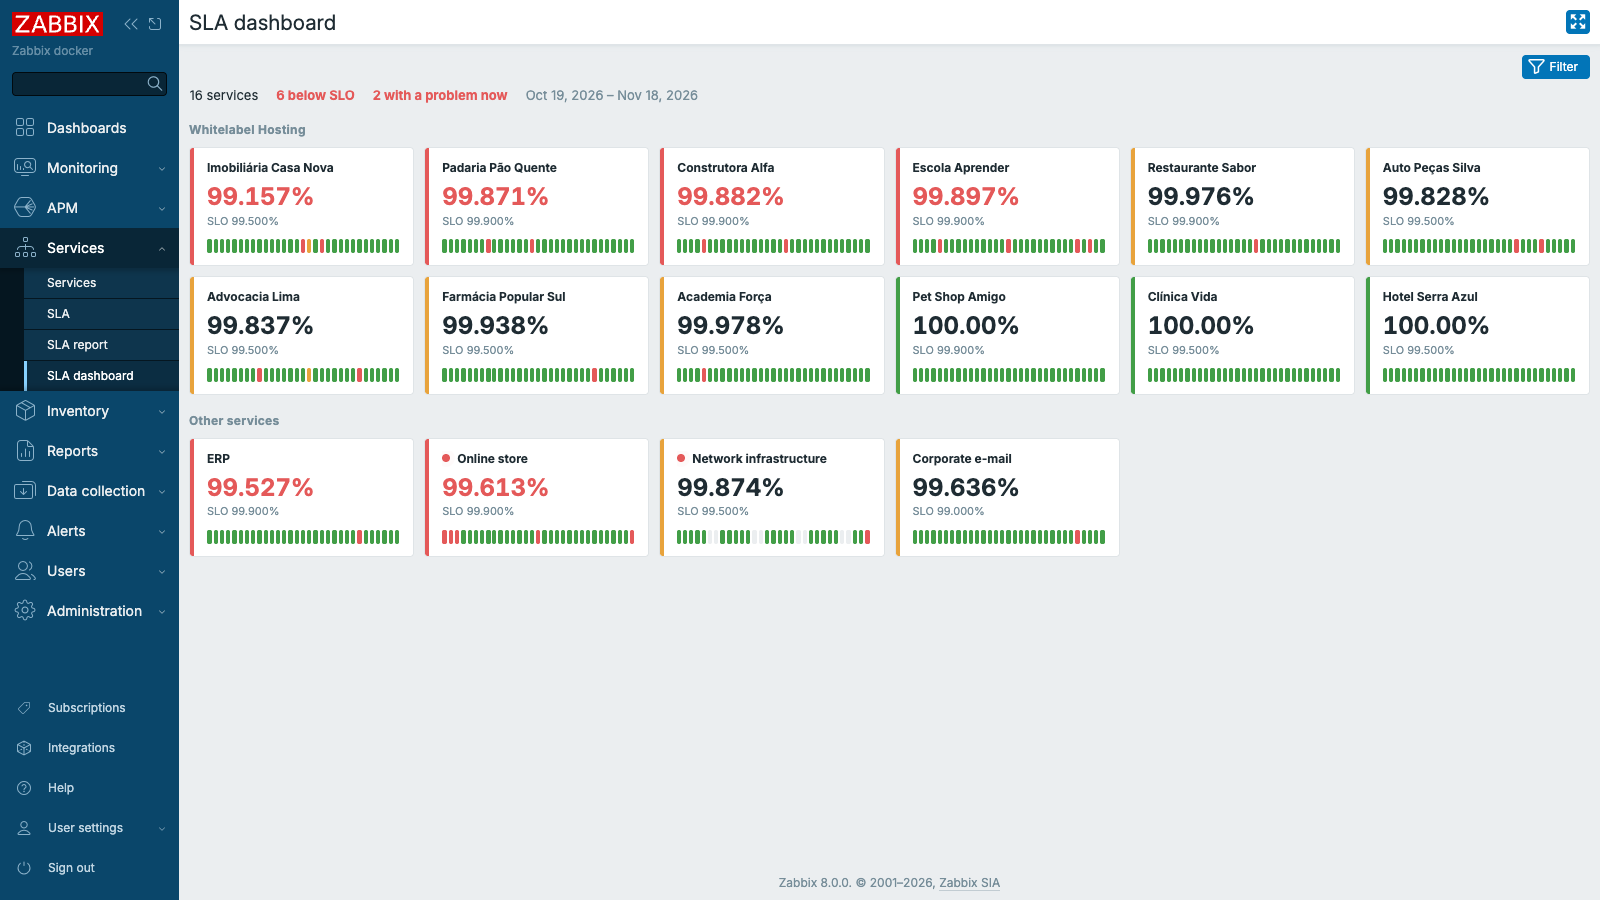 ZABBIX
Zabbix docker
Dashboards
Monitoring
APM
Services
Services
SLA
SLA report
SLA dashboard
Inventory
Reports
Data collection
Alerts
Users
Administration
Subscriptions
Integrations
Help
User settings
Sign out
SLA dashboard
Filter
16 services 6 below SLO 2 with a problem now Oct 19, 2026 – Nov 18, 2026
Whitelabel Hosting
Imobiliária Casa Nova
99.157%
SLO 99.500%
Padaria Pão Quente
99.871%
SLO 99.900%
Construtora Alfa
99.882%
SLO 99.900%
Escola Aprender
99.897%
SLO 99.900%
Restaurante Sabor
99.976%
SLO 99.900%
Auto Peças Silva
99.828%
SLO 99.500%
Advocacia Lima
99.837%
SLO 99.500%
Farmácia Popular Sul
99.938%
SLO 99.500%
Academia Força
99.978%
SLO 99.500%
Pet Shop Amigo
100.00%
SLO 99.900%
Clínica Vida
100.00%
SLO 99.500%
Hotel Serra Azul
100.00%
SLO 99.500%
Other services
ERP
99.527%
SLO 99.900%
Online store
99.613%
SLO 99.900%
Network infrastructure
99.874%
SLO 99.500%
Corporate e-mail
99.636%
SLO 99.000%
Zabbix 8.0.0. © 2001–2026, Zabbix SIA